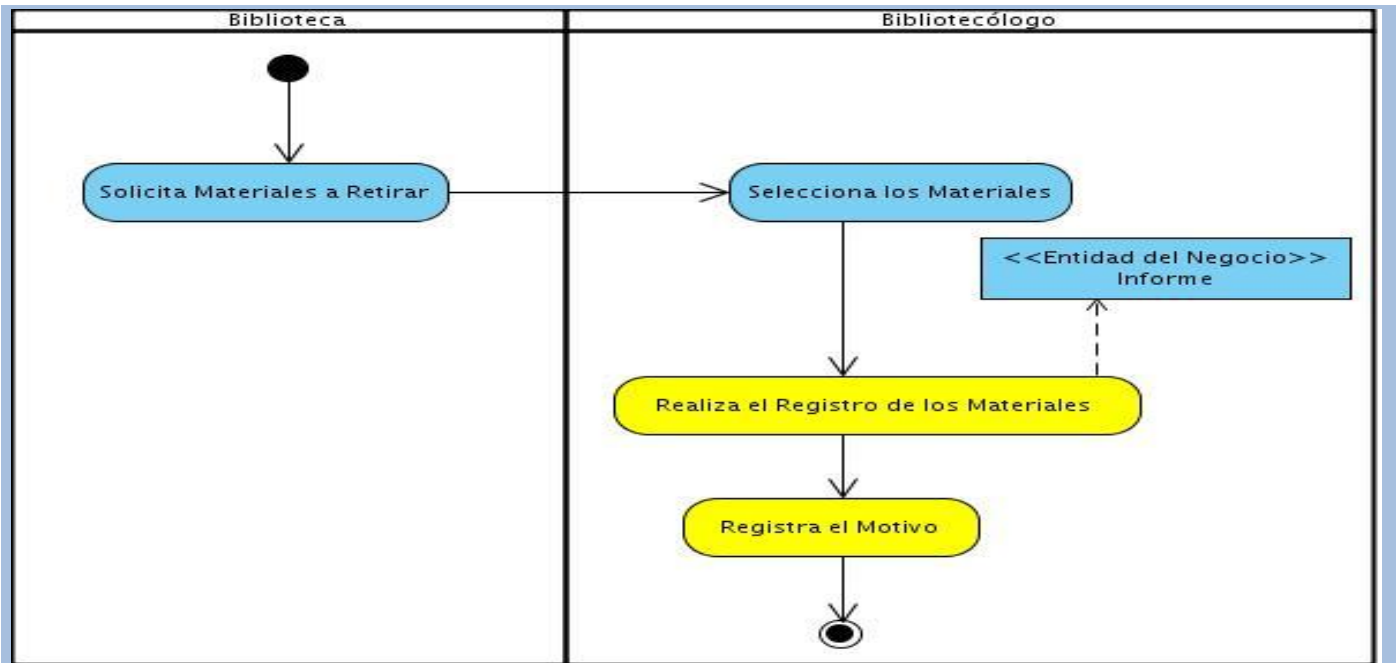 Biblioteca
Bibliotecólogo
Solicita Materiales a Retirar
Selecciona los Materiales
<<Entidad del Negocio>>
Informe
Realiza el Registro de los Materiales
Registra el Motivo